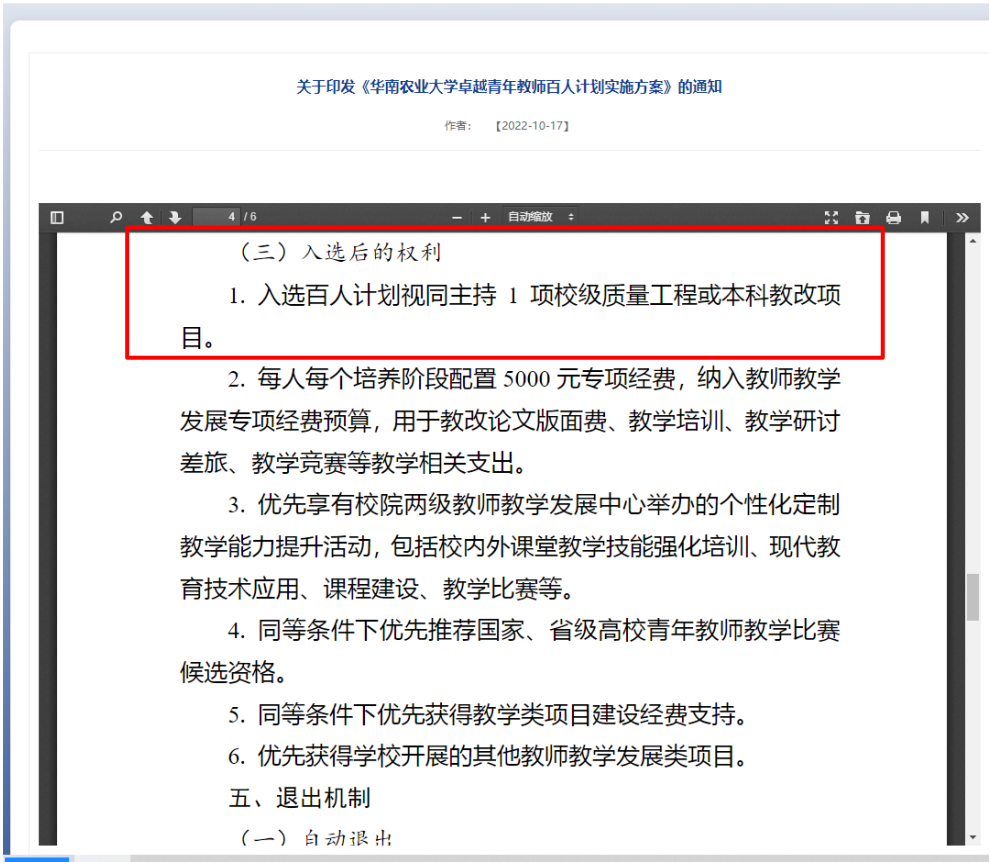 关于印发《华南农业大学卓越青年教师百人计划实施方案》的通知
作者： 【2022-10-17】
4 / 6
自动缩放
（三）入选后的权利
1. 入选百人计划视同主持 1 项校级质量工程或本科教改项
目。
2. 每人每个培养阶段配置 5000 元专项经费，纳入教师教学
发展专项经费预算，用于教改论文版面费、教学培训、教学研讨
差旅、教学竞赛等教学相关支出。
3. 优先享有校院两级教师教学发展中心举办的个性化定制
教学能力提升活动，包括校内外课堂教学技能强化培训、现代教
育技术应用、课程建设、教学比赛等。
4. 同等条件下优先推荐国家、省级高校青年教师教学比赛
候选资格。
5. 同等条件下优先获得教学类项目建设经费支持。
6. 优先获得学校开展的其他教师教学发展类项目。
五、退出机制
（一）自动退出